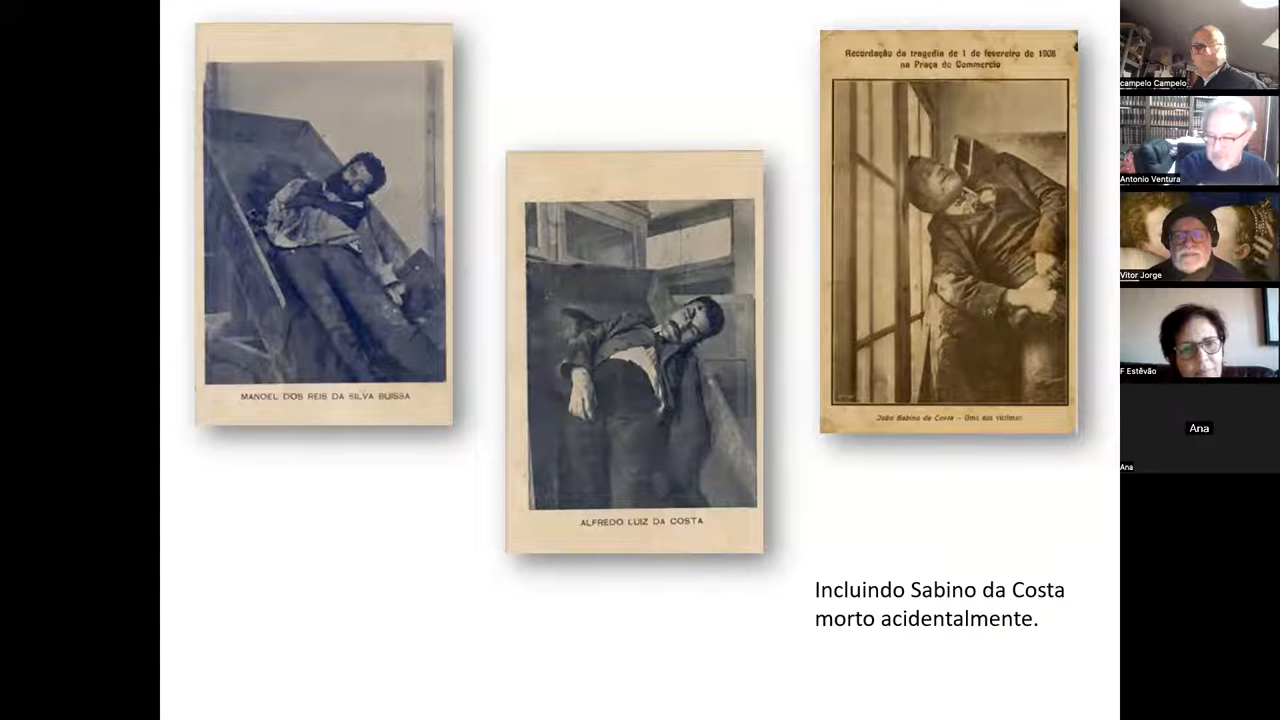 MANOEL DOS REIS DA SILVA BUISSA
ALFREDO LUIZ DA COSTA
Recordação da tragedia de 1 de fevereiro de 1908
na Praça do Commercio
João Sabino da Costa – Uma das victimas
Incluindo Sabino da Costa
morto acidentalmente.
campelo Campelo
Antonio Ventura
Vitor Jorge
F Estêvão
Ana
Ana